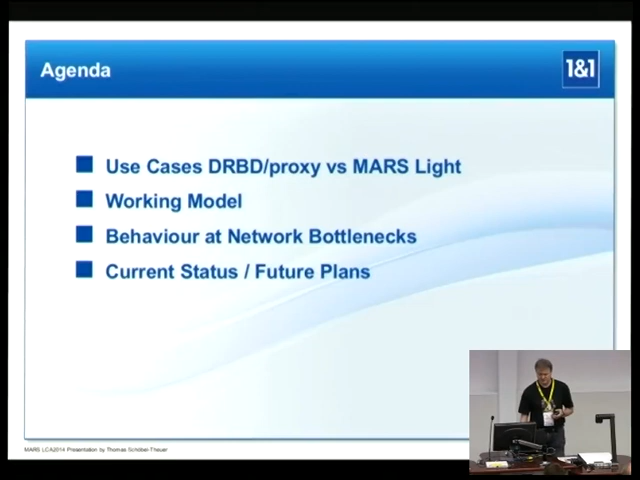 Agenda
1&1
Use Cases DRBD/proxy vs MARS Light
Working Model
Behaviour at Network Bottlenecks
Current Status / Future Plans
MARS LCA2014 Presentation by Thomas Schöbel-Theuer